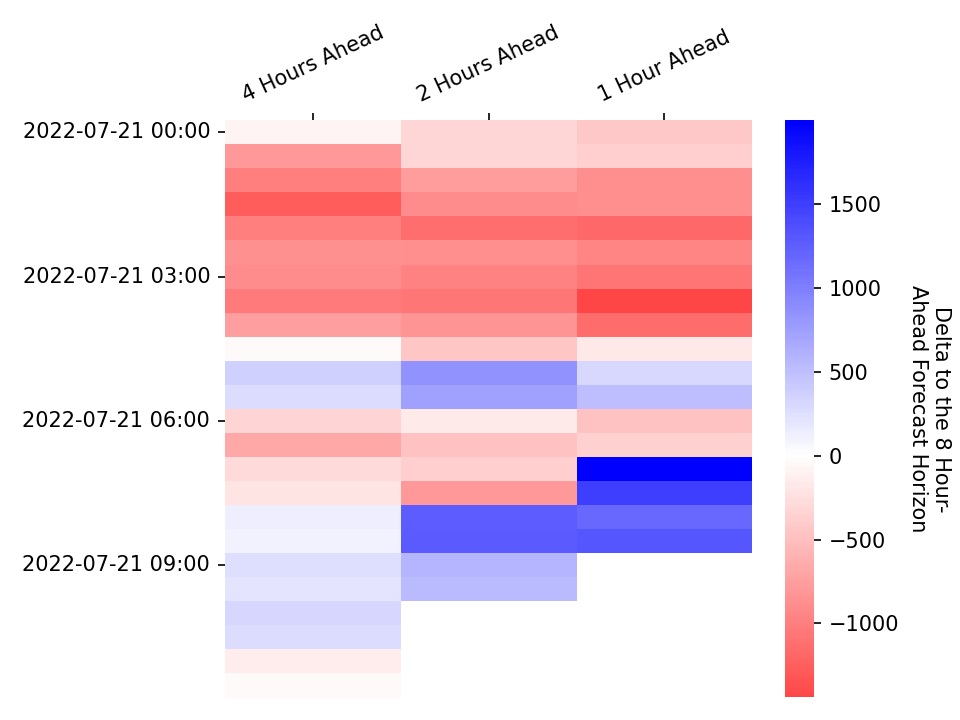 4 Hours Ahead
2 Hours Ahead
1 Hour Ahead
2022-07-21 00:00
2022-07-21 03:00
2022-07-21 06:00
2022-07-21 09:00
1500
1000
500
0
−500
−1000
Delta to the 8 Hour-
Ahead Forecast Horizon